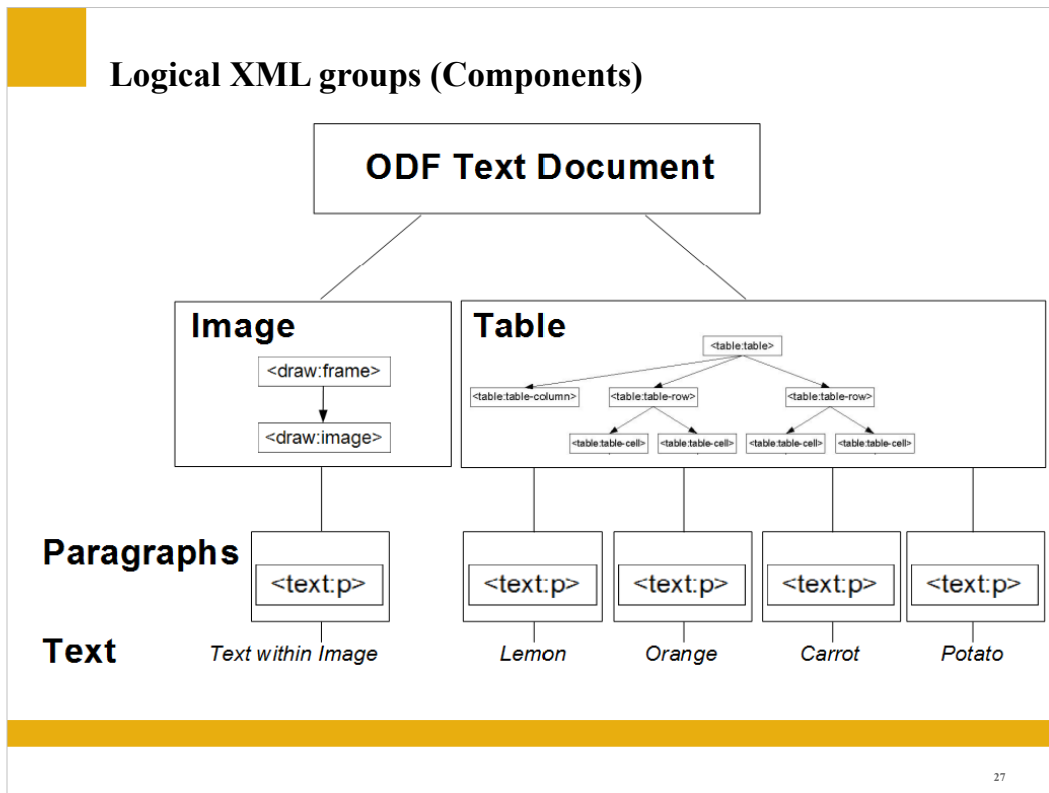 Logical XML groups (Components)
ODF Text Document
Image
<draw:frame>
<draw:image>
Table
<table:table>
<table:table-column> <table:table-row> <table:table-row>
<table:table-cell> <table:table-cell> <table:table-cell> <table:table-cell>
Paragraphs
<text:p> <text:p> <text:p> <text:p> <text:p>
Text
Text within Image Lemon Orange Carrot Potato
27